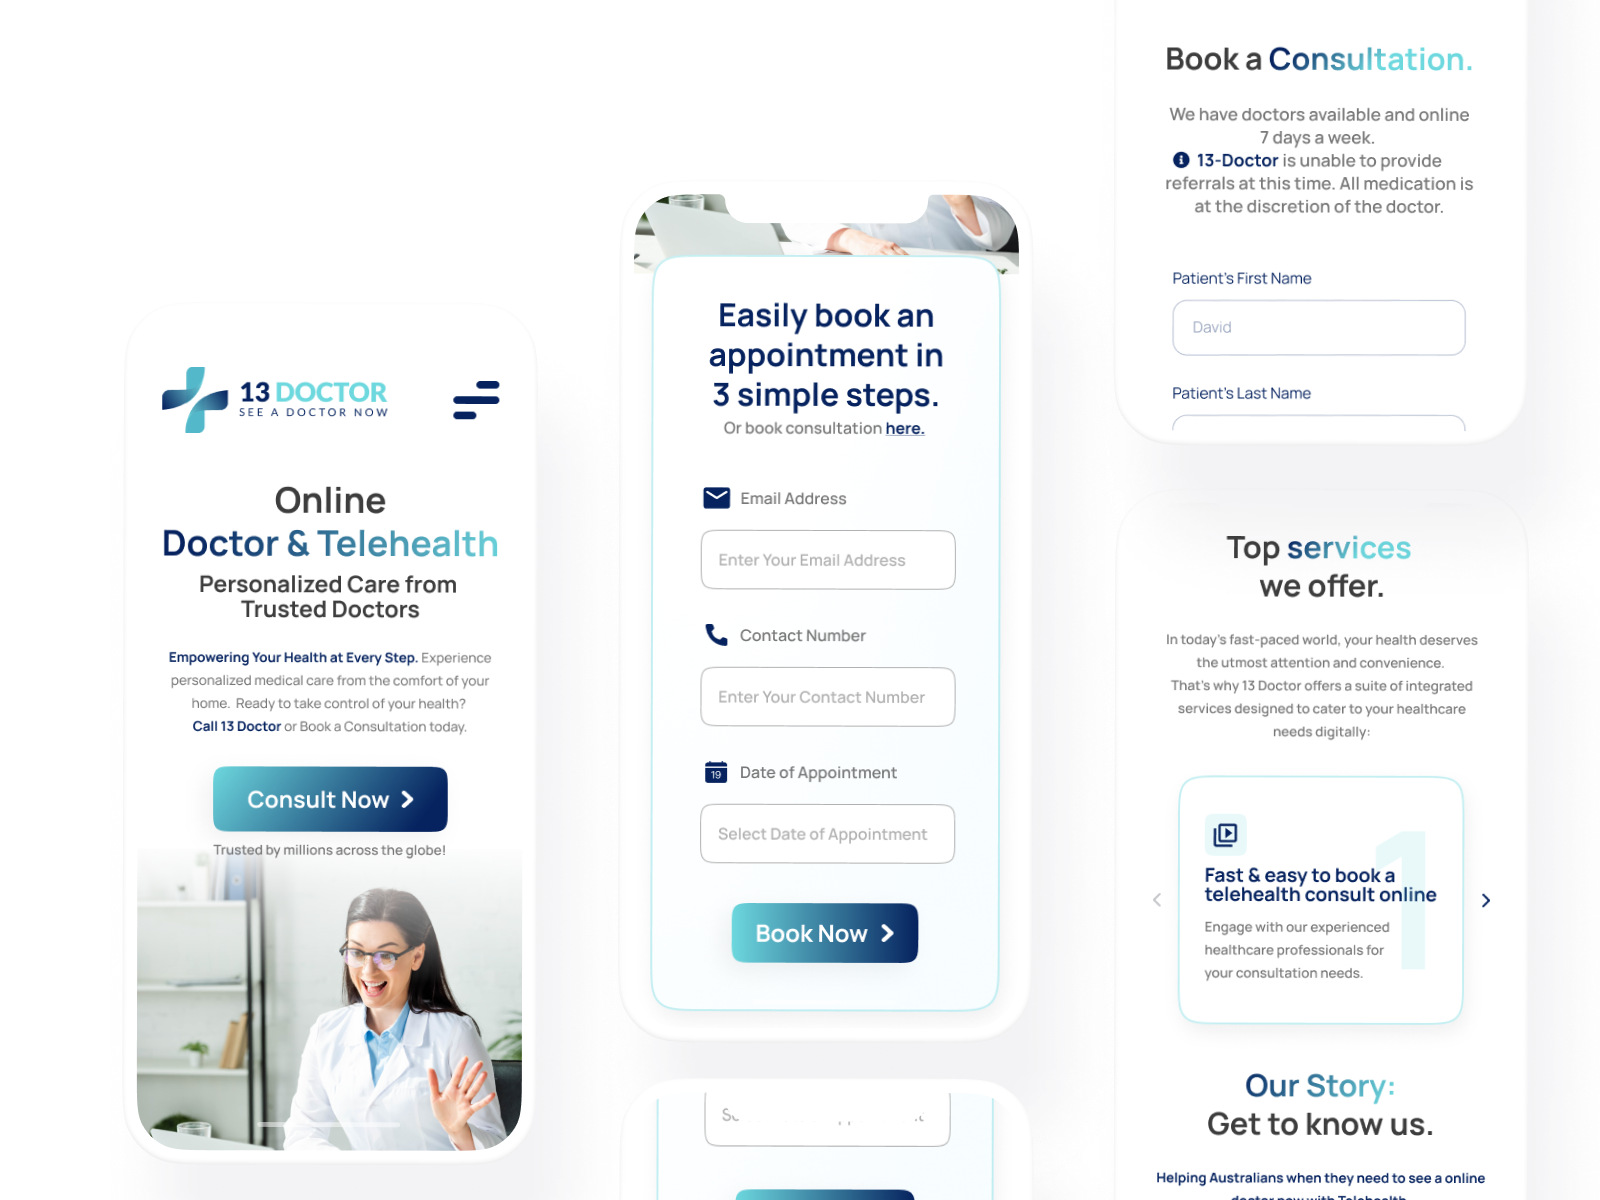 13 DOCTOR
SEE A DOCTOR NOW
Online
Doctor & Telehealth
Personalized Care from
Trusted Doctors
Empowering Your Health at Every Step. Experience
personalized medical care from the comfort of your
home. Ready to take control of your health?
Call 13 Doctor or Book a Consultation today.
Consult Now
Trusted by millions across the globe!
Easily book an
appointment in
3 simple steps.
Or book consultation here.
Email Address
Enter Your Email Address
Contact Number
Enter Your Contact Number
19
Date of Appointment
Select Date of Appointment
Book Now
Book a Consultation.
We have doctors available and online
7 days a week.
13-Doctor is unable to provide
referrals at this time. All medication is
at the discretion of the doctor.
Patient's First Name
David
Patient's Last Name
Top services
we offer.
In today's fast-paced world, your health deserves
the utmost attention and convenience.
That's why 13 Doctor offers a suite of integrated
services designed to cater to your healthcare
needs digitally:
1
Fast & easy to book a
telehealth consult online
Engage with our experienced
healthcare professionals for
your consultation needs.
Our Story:
Get to know us.
Helping Australians when they need to see a online
doctor now with Telehealth